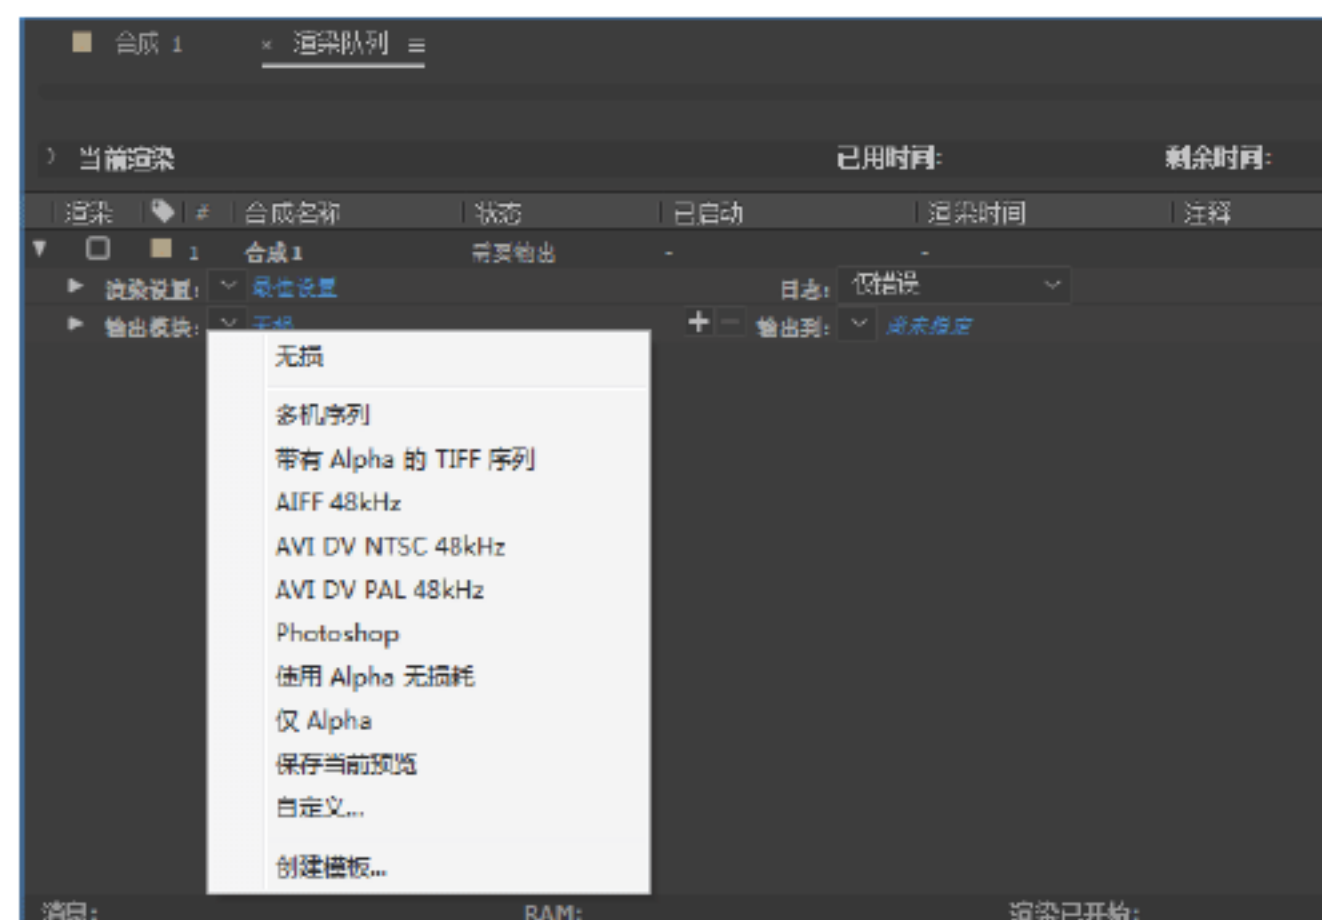 合成 1 × 渲染队列 ≡
当前渲染 已用时间: 剩余时间:
渲染 # 合成名称 状态 已启动 渲染时间 注释
1 合成1 需要输出 - -
渲染设置: 最佳设置 日志: 仅错误
输出模块: 无损 + - 输出到: 尚未指定
无损
多机序列
带有 Alpha 的 TIFF 序列
AIFF 48kHz
AVI DV NTSC 48kHz
AVI DV PAL 48kHz
Photoshop
使用 Alpha 无损耗
仅 Alpha
保存当前预览
自定义...
创建模板...
消息: RAM: 渲染已开始: